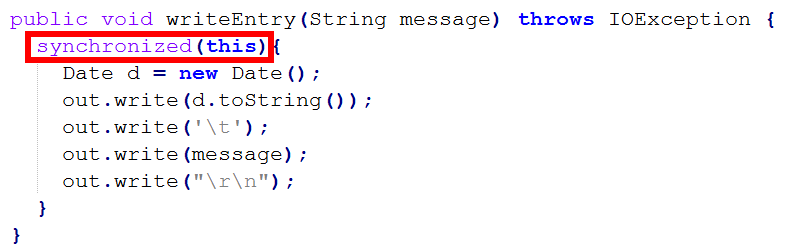 public void writeEntry(String message) throws IOException {
  synchronized(this){
    Date d = new Date();
    out.write(d.toString());
    out.write('\t');
    out.write(message);
    out.write("\r\n");
  }
}